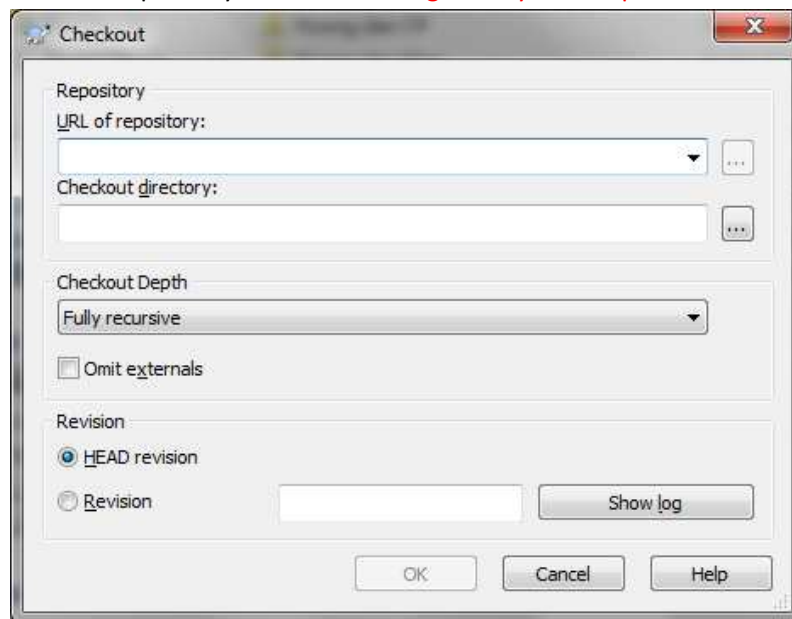 Checkout
Repository
URL of repository:
...
Checkout directory:
...
Checkout Depth
Fully recursive
Omit externals
Revision
HEAD revision
Revision
Show log
OK
Cancel
Help